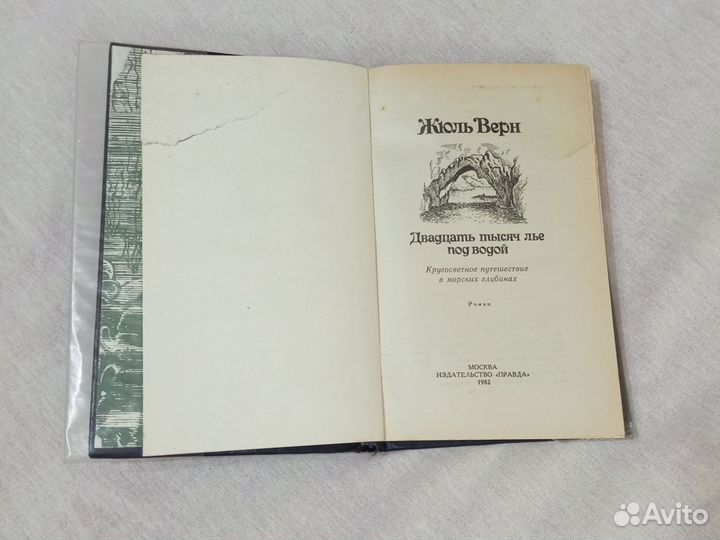 Жюль Верн
Двадцать тысяч лье
под водой
Кругосветное путешествие
в морских глубинах
Роман
МОСКВА
ИЗДАТЕЛЬСТВО «ПРАВДА»
1982
Avito